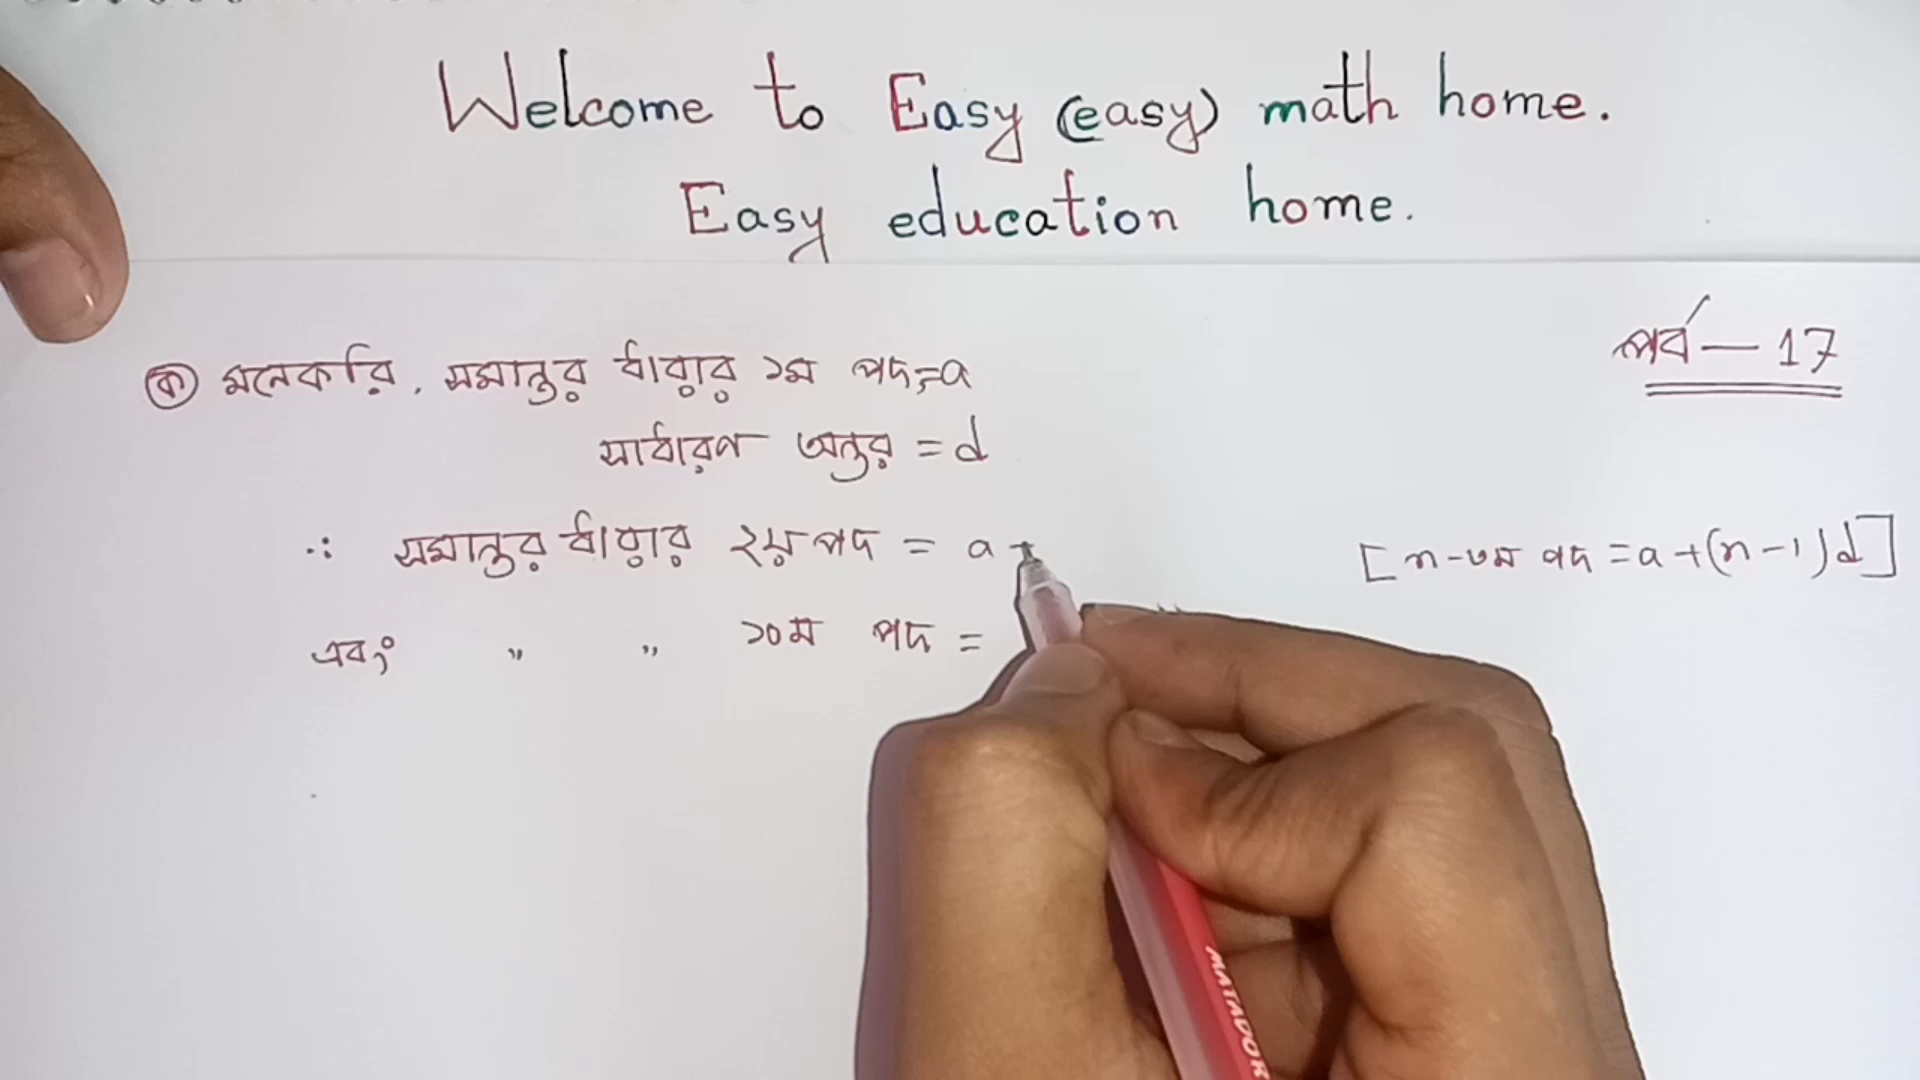 Welcome to Easy (easy) math home.
Easy education home.
পর্ব — 17
ক মনেকরি, সমান্তর ধারার ১ম পদ = a
সাধারণ অন্তর = d
∴ সমান্তর ধারার ২য় পদ = a +
[n-তম পদ = a + (n - 1) d]
এবং " " ১০ম পদ =
MATADOR